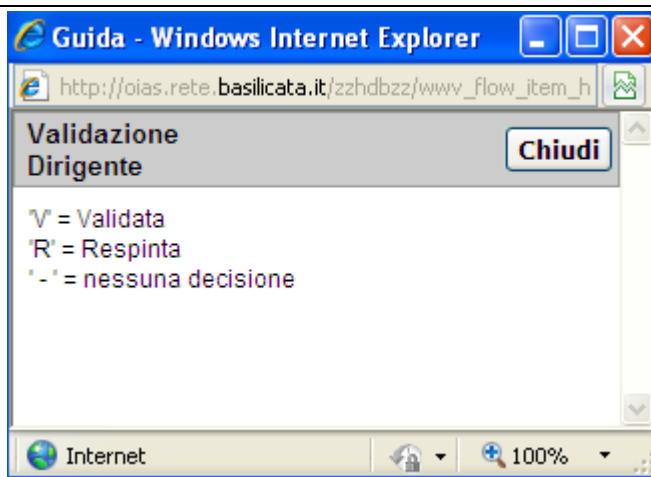 Guida - Windows Internet Explorer
http://oias.rete.basilicata.it/zzhdbzz/wwv_flow_item_h
Validazione
Dirigente
Chiudi
'V' = Validata
'R' = Respinta
' - ' = nessuna decisione
Internet
100%